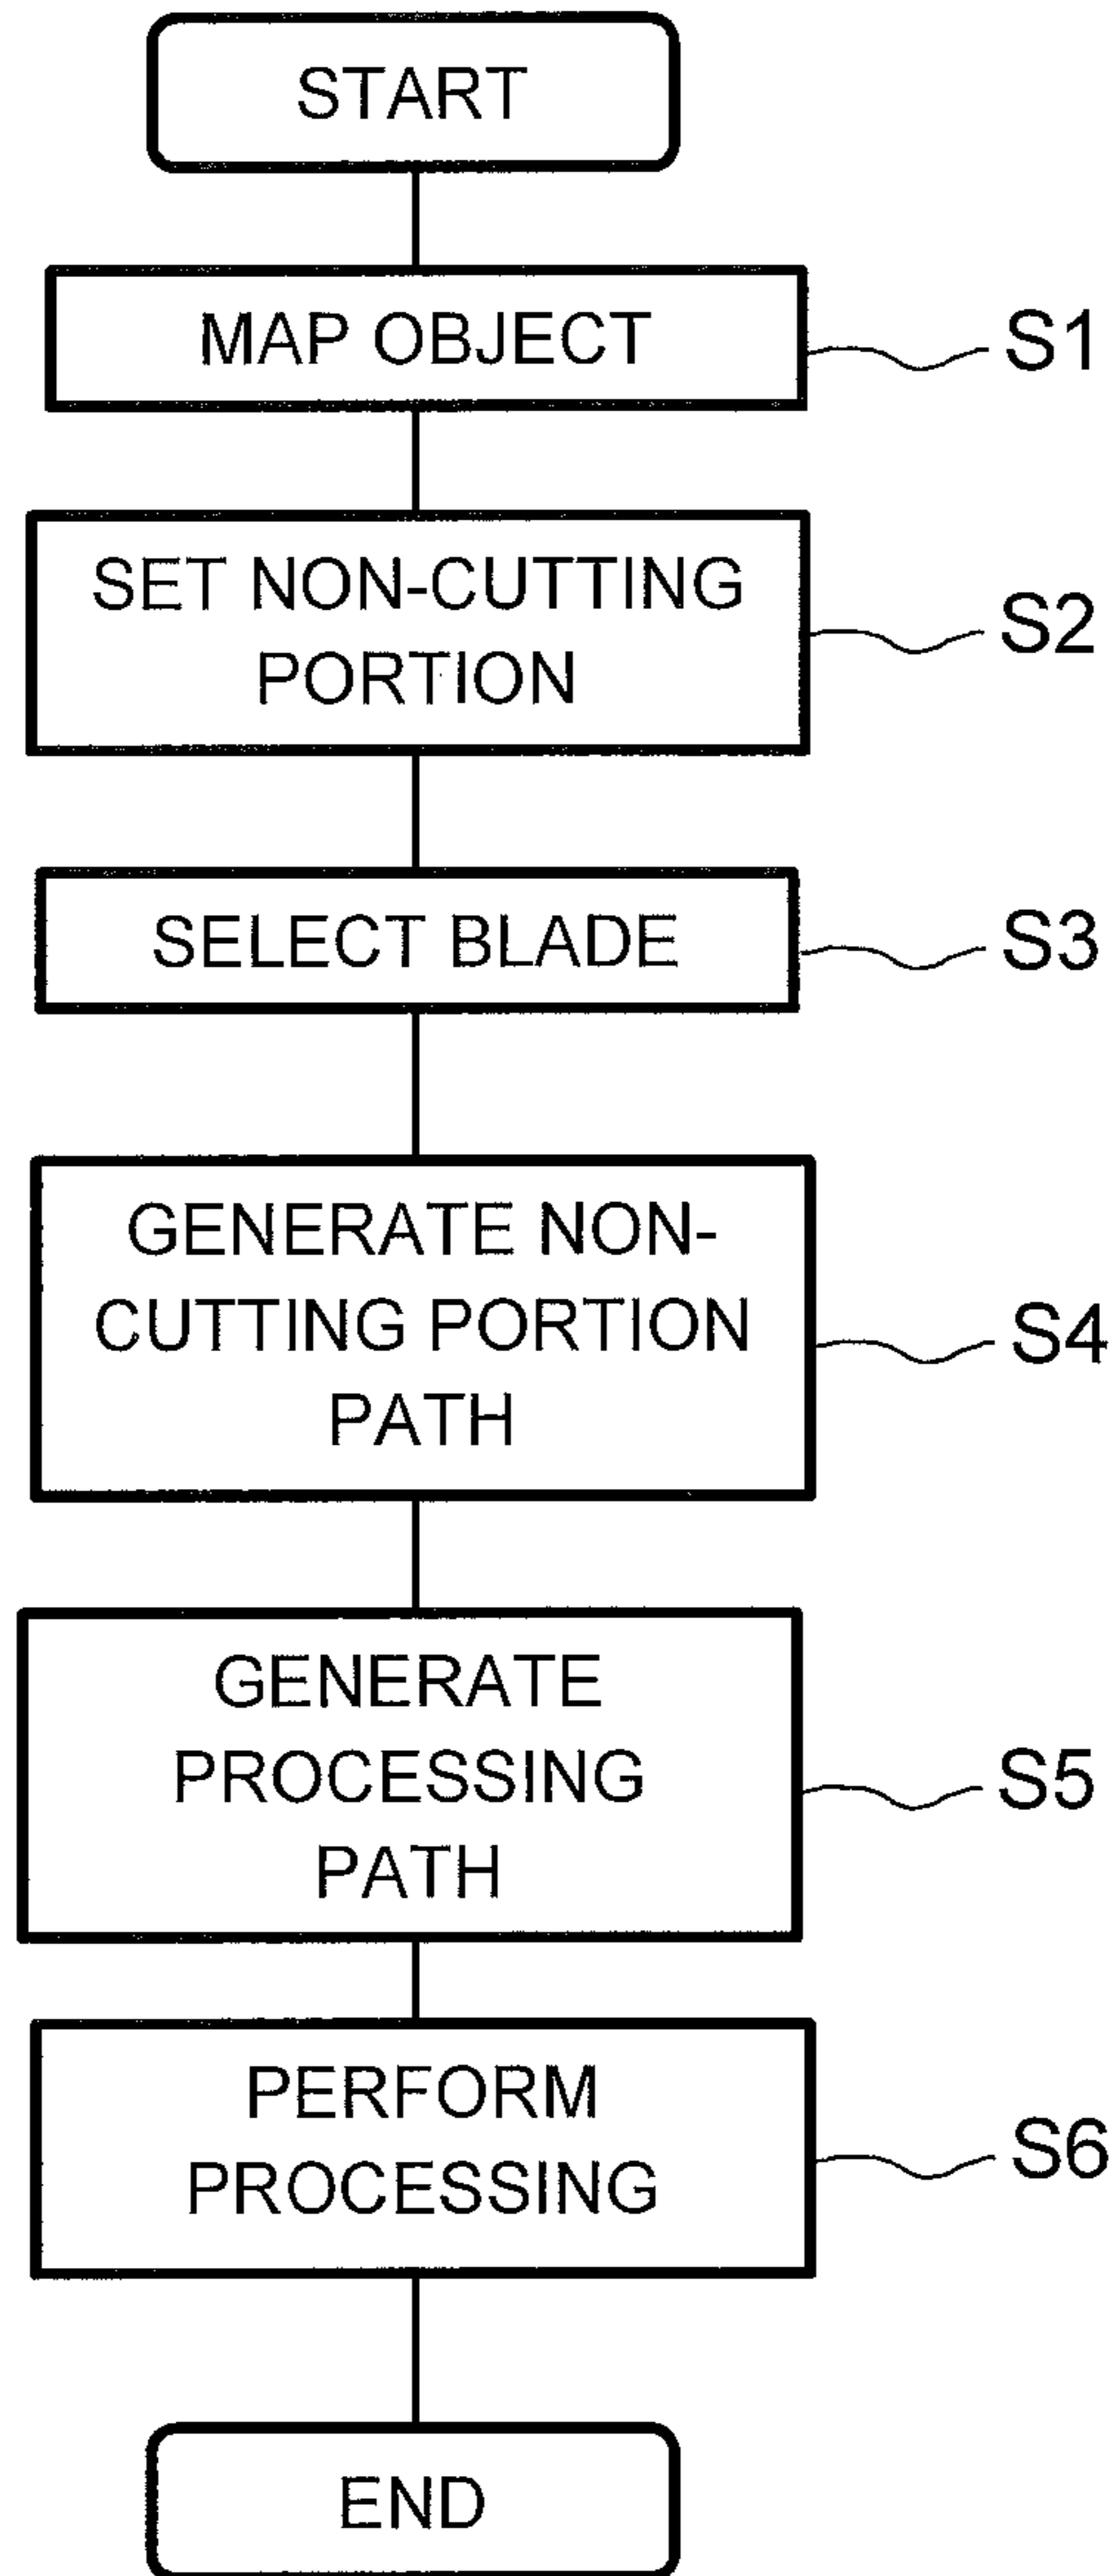 START
MAP OBJECT
S1
SET NON-CUTTING
PORTION
S2
SELECT BLADE
S3
GENERATE NON-
CUTTING PORTION
PATH
S4
GENERATE
PROCESSING
PATH
S5
PERFORM
PROCESSING
S6
END